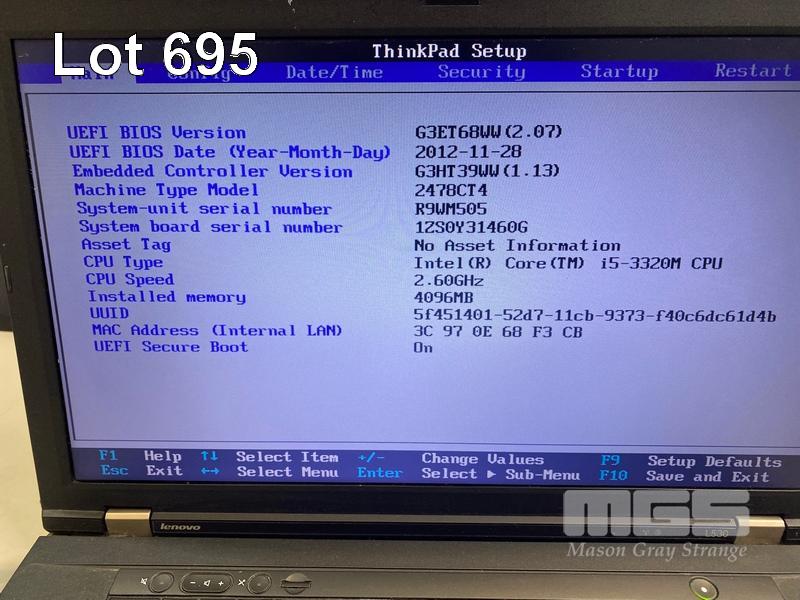 Lot 695
ThinkPad Setup
Main Config Date/Time Security Startup Restart
UEFI BIOS Version G3ET68WW(2.07)
UEFI BIOS Date (Year-Month-Day) 2012-11-28
Embedded Controller Version G3HT39WW(1.13)
Machine Type Model 2478CT4
System-unit serial number R9WM505
System board serial number 1ZS0Y31460G
Asset Tag No Asset Information
CPU Type Intel(R) Core(TM) i5-3320M CPU
CPU Speed 2.60GHz
Installed memory 4096MB
UUID 5f451401-52d7-11cb-9373-f40c6dc61d4b
MAC Address (Internal LAN) 3C 97 0E 68 F3 CB
UEFI Secure Boot On
F1 Help ↑↓ Select Item +/- Change Values F9 Setup Defaults
Esc Exit ↔ Select Menu Enter Select ▶ Sub-Menu F10 Save and Exit
lenovo
L530
MGS
Mason Gray Strange